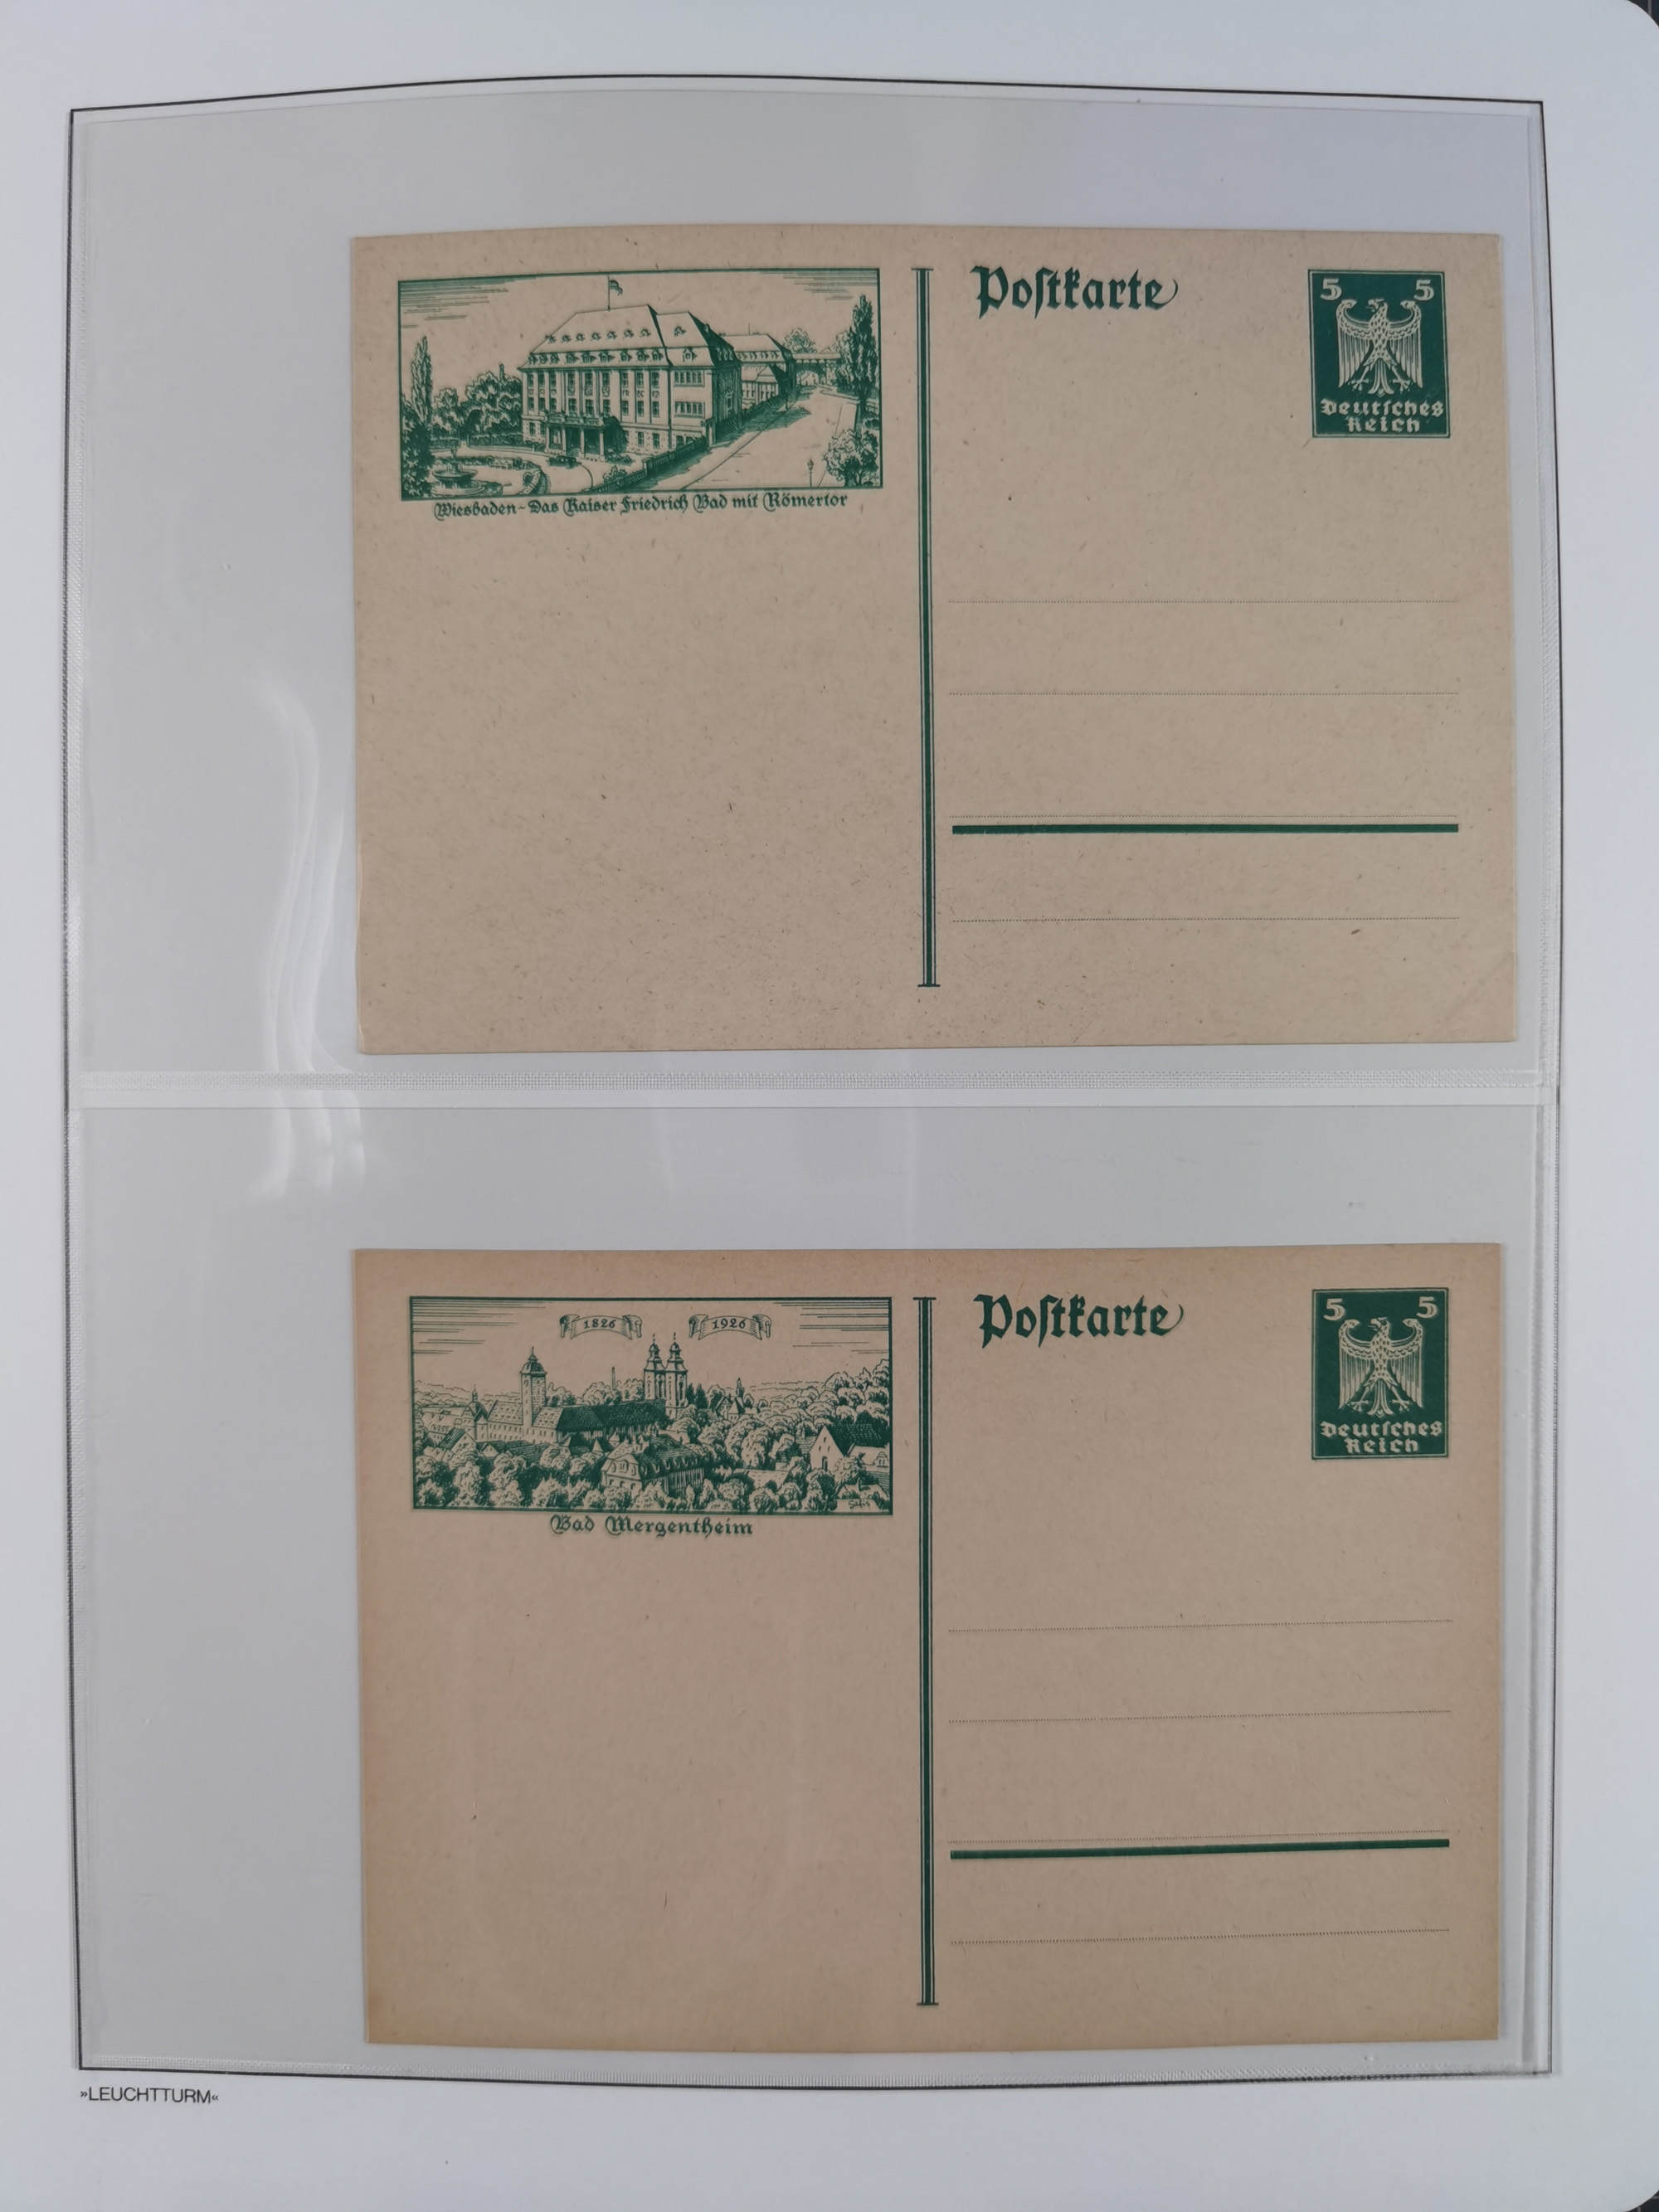 Postkarte
5 5
Deutsches
Reich
Wiesbaden - Das Kaiser Friedrich Bad mit Römertor
Postkarte
5 5
Deutsches
Reich
1826 1926
Bad Mergentheim
»LEUCHTTURM«